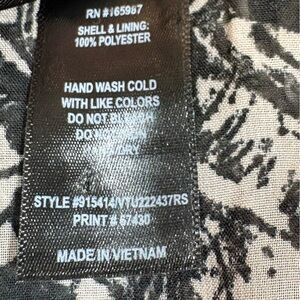 RN #165987
SHELL & LINING:
100% POLYESTER
HAND WASH COLD
WITH LIKE COLORS
DO NOT BLEACH
DO NOT
STYLE #915414/VTU222437RS
PRINT # 67430
MADE IN VIETNAM